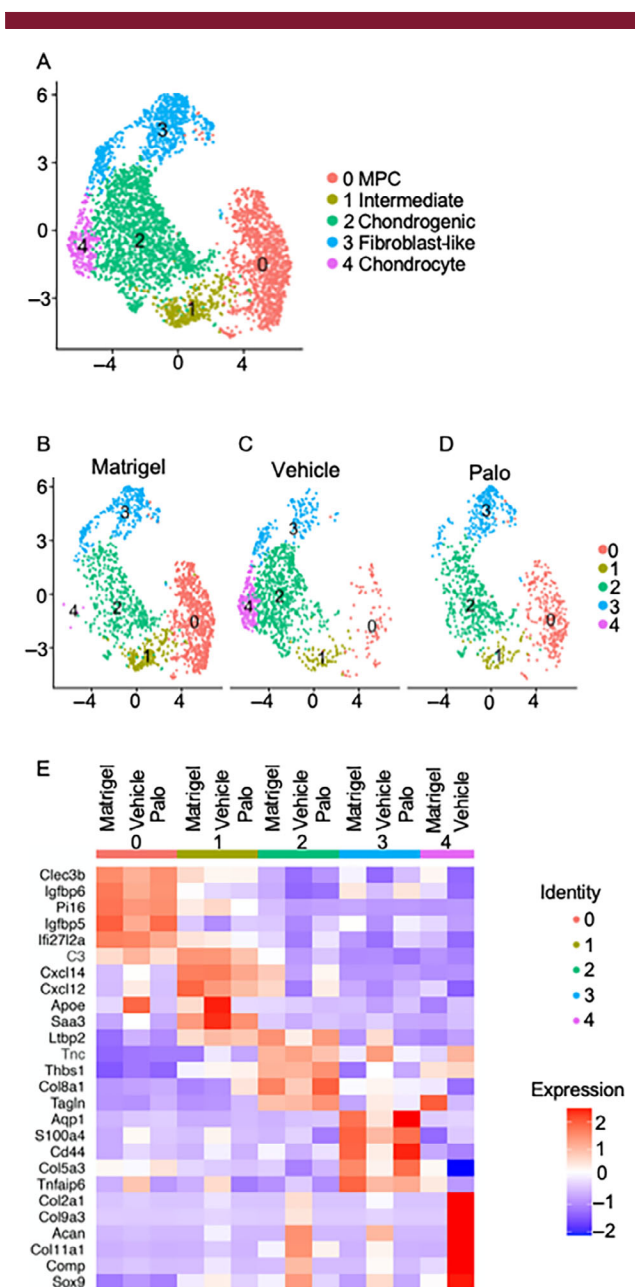 A
6
3
0
–3
–4 0 4
3
4
2
1
0
0 MPC
1 Intermediate
2 Chondrogenic
3 Fibroblast-like
4 Chondrocyte
B C D
Matrigel Vehicle Palo
6
3
0
–3
3
4
2
0
1
3
4
2
0
1
3
2
0
1
–4 0 4 –4 0 4 –4 0 4
0
1
2
3
4
E
Matrigel Vehicle Palo Matrigel Vehicle Palo Matrigel Vehicle Palo Matrigel Vehicle Palo Matrigel Vehicle
0 1 2 3 4
Clec3b
Igfbp6
Pi16
Igfbp5
Ifi27l2a
C3
Cxcl14
Cxcl12
Apoe
Saa3
Ltbp2
Tnc
Thbs1
Col8a1
Tagln
Aqp1
S100a4
Cd44
Col5a3
Tnfaip6
Col2a1
Col9a3
Acan
Col11a1
Comp
Sox9
Identity
0
1
2
3
4
Expression
2
1
0
–1
–2